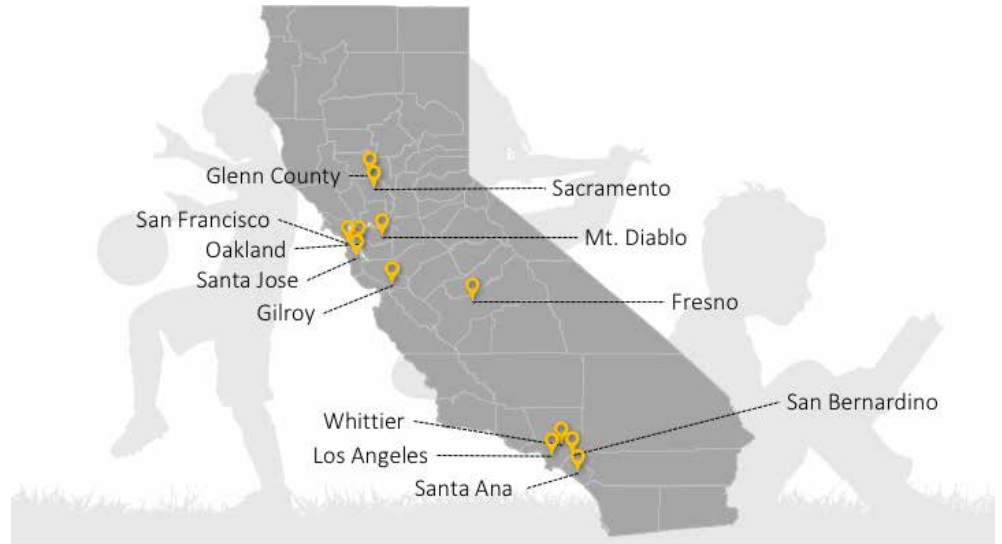 Glenn County
Sacramento
San Francisco
Mt. Diablo
Oakland
Santa Jose
Gilroy
Fresno
San Bernardino
Whittier
Los Angeles
Santa Ana